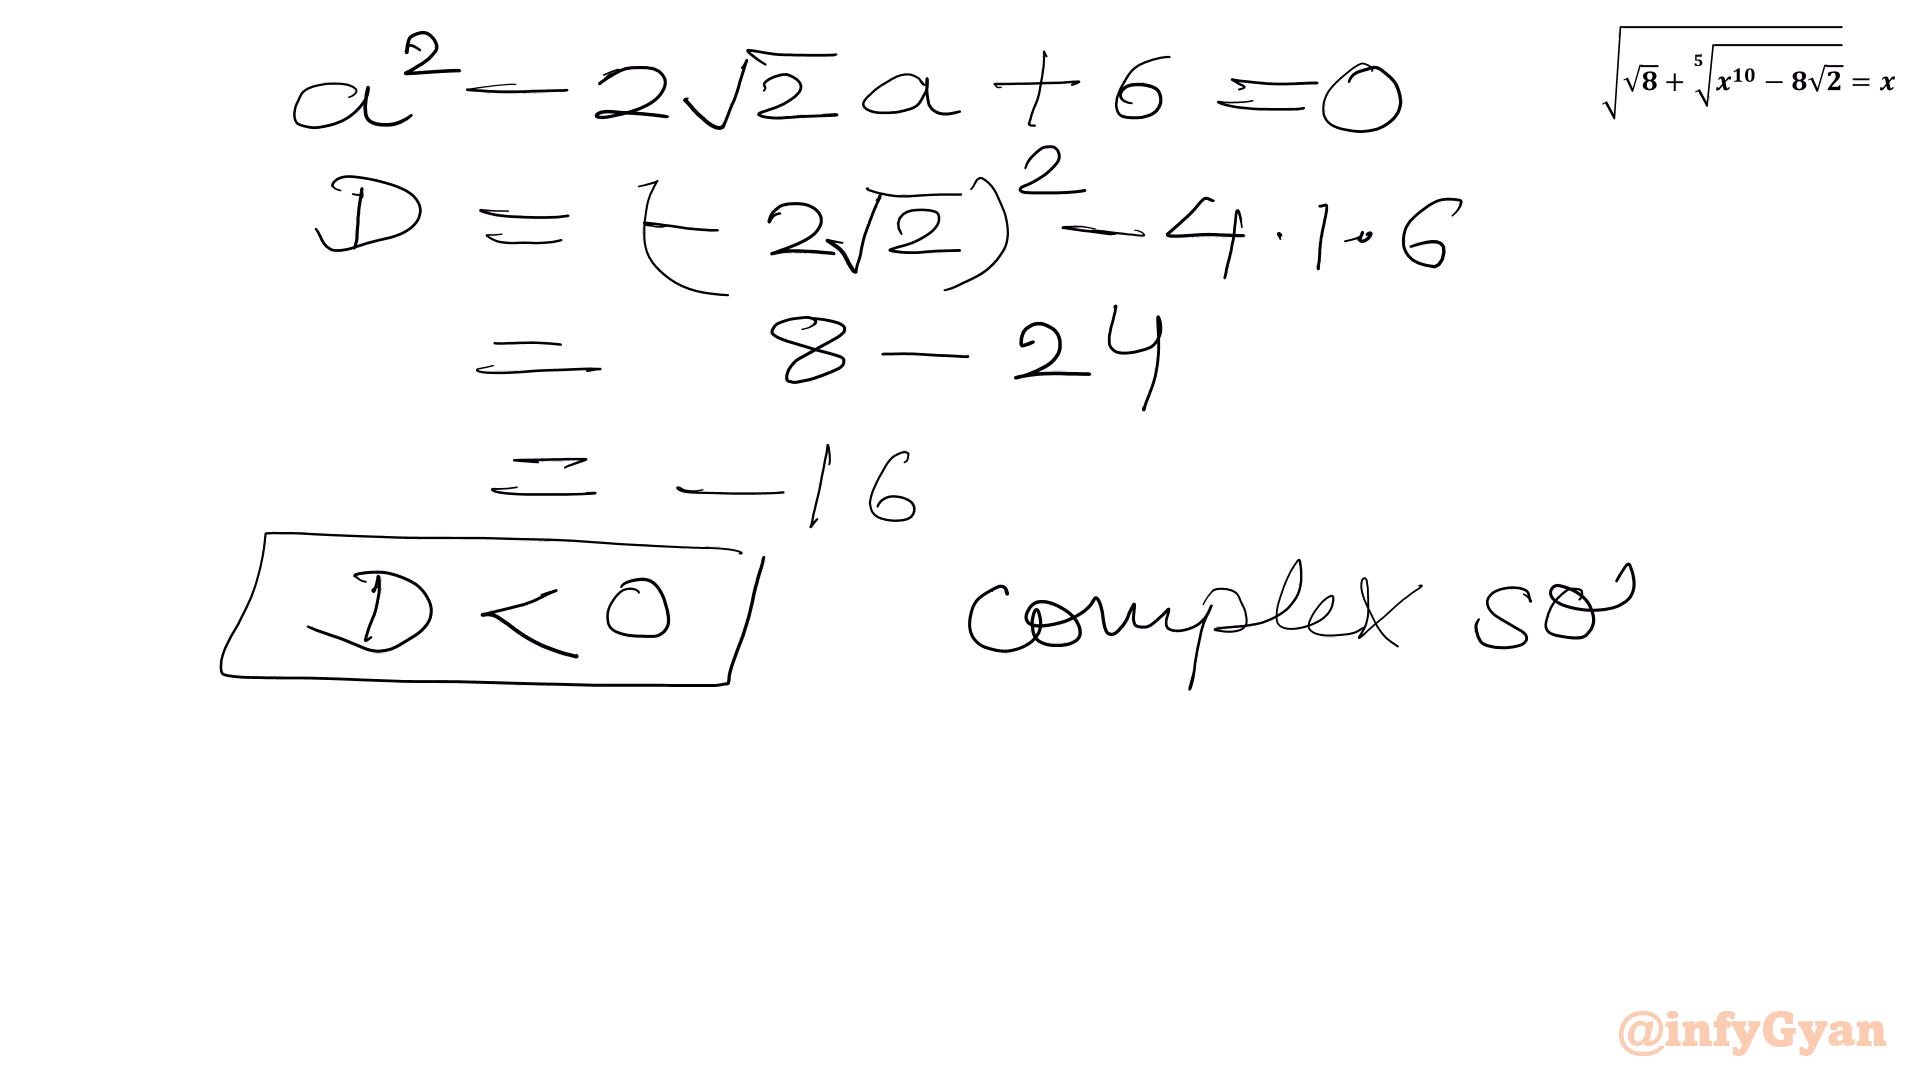 a² - 2√2 a + 6 = 0
√(√8 + ⁵√(x¹⁰ − 8√2)) = x
D = (-2√2)² - 4 · 1 · 6
= 8 - 24
= -16
D < 0 complex so
@infyGyan